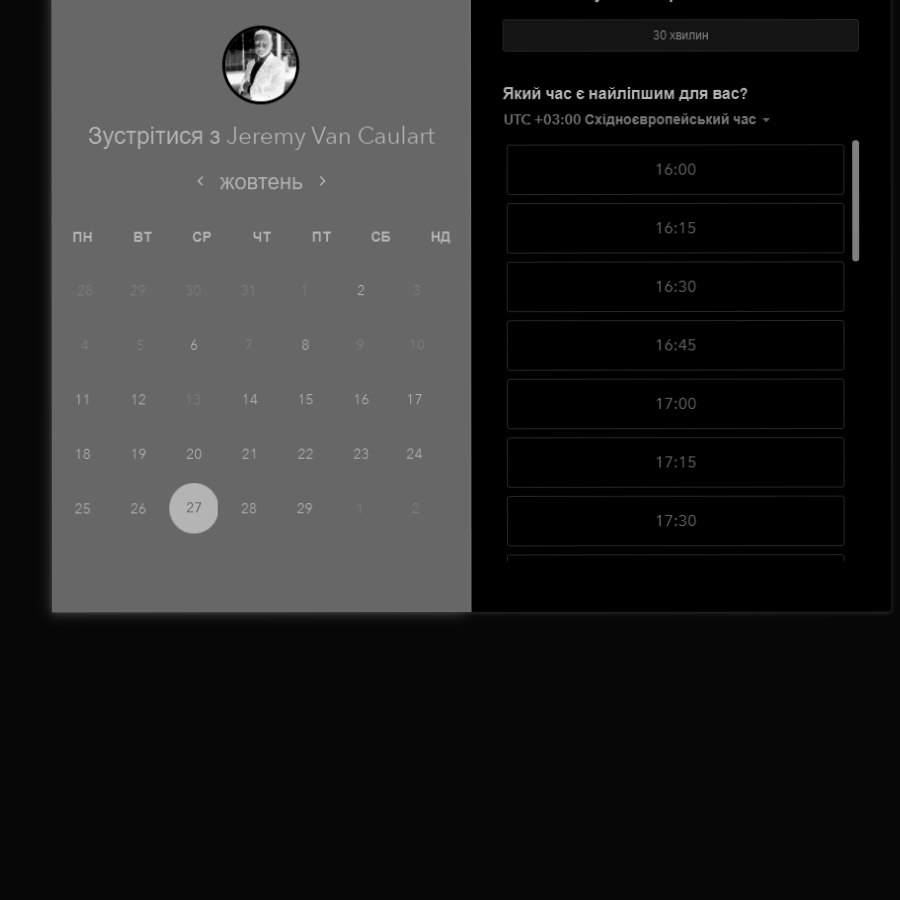 Зустрітися з Jeremy Van Caulart
жовтень
ПН ВТ СР ЧТ ПТ СБ НД
28 29 30 31 1 2 3
4 5 6 7 8 9 10
11 12 13 14 15 16 17
18 19 20 21 22 23 24
25 26 27 28 29 1 2
30 хвилин
Який час є найліпшим для вас?
UTC +03:00 Східноєвропейський час
16:00
16:15
16:30
16:45
17:00
17:15
17:30